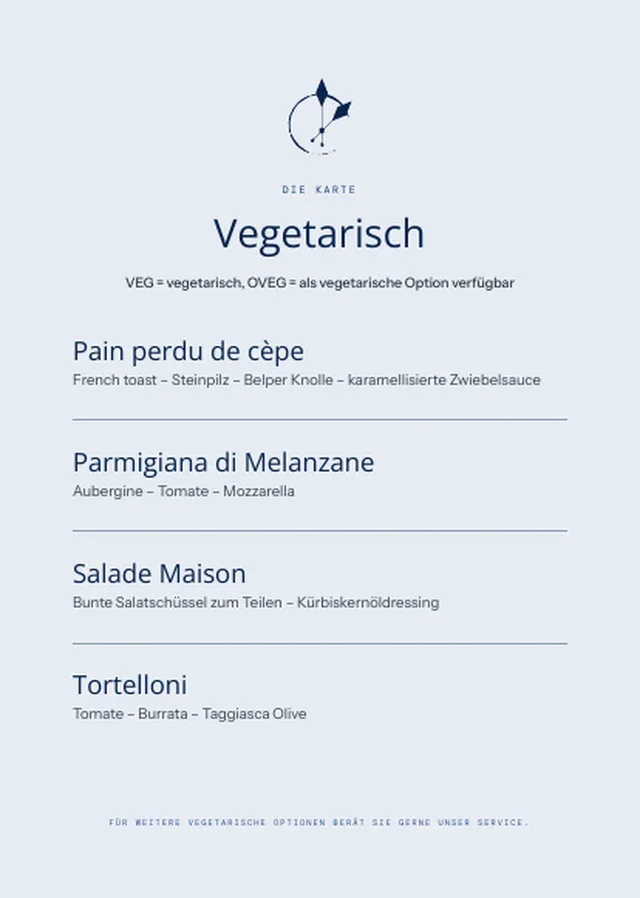 DIE KARTE
Vegetarisch
VEG = vegetarisch, OVEG = als vegetarische Option verfügbar
Pain perdu de cèpe
French toast – Steinpilz – Belper Knolle – karamellisierte Zwiebelsauce
Parmigiana di Melanzane
Aubergine – Tomate – Mozzarella
Salade Maison
Bunte Salatschüssel zum Teilen – Kürbiskernöldressing
Tortelloni
Tomate – Burrata – Taggiasca Olive
FÜR WEITERE VEGETARISCHE OPTIONEN BERÄT SIE GERNE UNSER SERVICE.